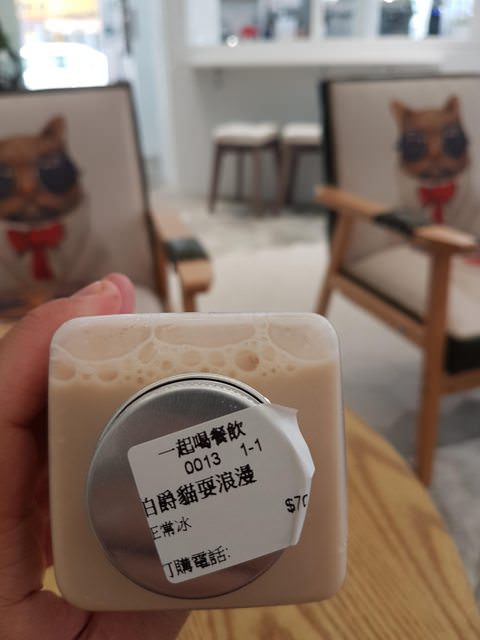 一起喝餐飲
0013 1-1
伯爵貓耍浪漫
$70
正常冰
訂購電話: